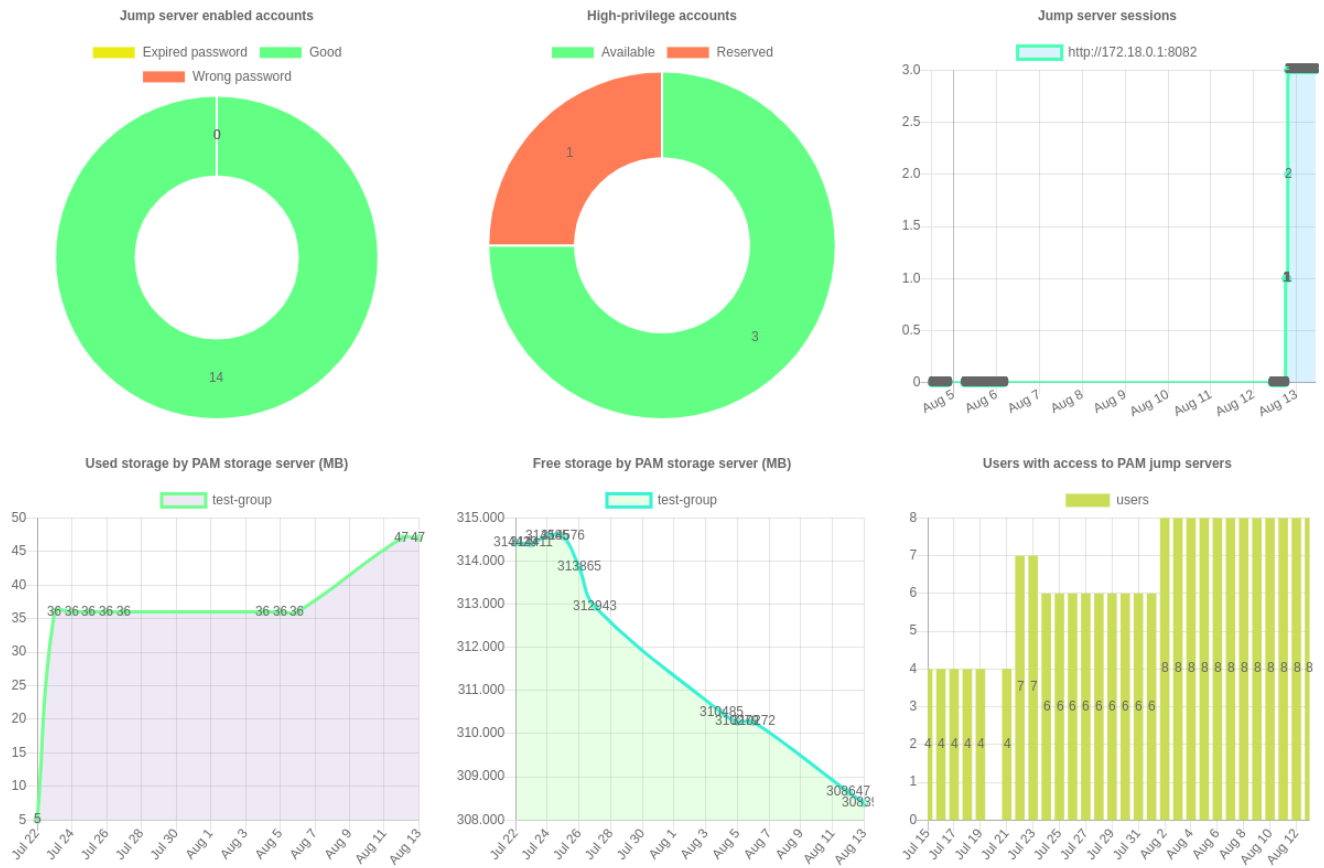 Jump server enabled accounts
Expired password Good
Wrong password
0
14
High-privilege accounts
Available Reserved
1
3
Jump server sessions
http://172.18.0.1:8082
3.0
2.5
2.0
1.5
1.0
0.5
0
2
1
Aug 5 Aug 6 Aug 7 Aug 8 Aug 9 Aug 10 Aug 11 Aug 12 Aug 13
Used storage by PAM storage server (MB)
test-group
50
45
40
35
30
25
20
15
10
5
5 36 36 36 36 36 36 36 36 47 47
Jul 22 Jul 24 Jul 26 Jul 28 Jul 30 Aug 1 Aug 3 Aug 5 Aug 7 Aug 9 Aug 11 Aug 13
Free storage by PAM storage server (MB)
test-group
315.000
314.000
313.000
312.000
311.000
310.000
309.000
308.000
313865
312943
310485
308647
Jul 22 Jul 24 Jul 26 Jul 28 Jul 30 Aug 1 Aug 3 Aug 5 Aug 7 Aug 9 Aug 11 Aug 13
Users with access to PAM jump servers
users
8
7
6
5
4
3
2
1
0
4 4 4 4 4 4 7 7 6 6 6 6 6 6 6 6 6 8 8 8 8 8 8 8 8 8 8 8 8
Jul 15 Jul 17 Jul 19 Jul 21 Jul 23 Jul 25 Jul 27 Jul 29 Jul 31 Aug 2 Aug 4 Aug 6 Aug 8 Aug 10 Aug 12